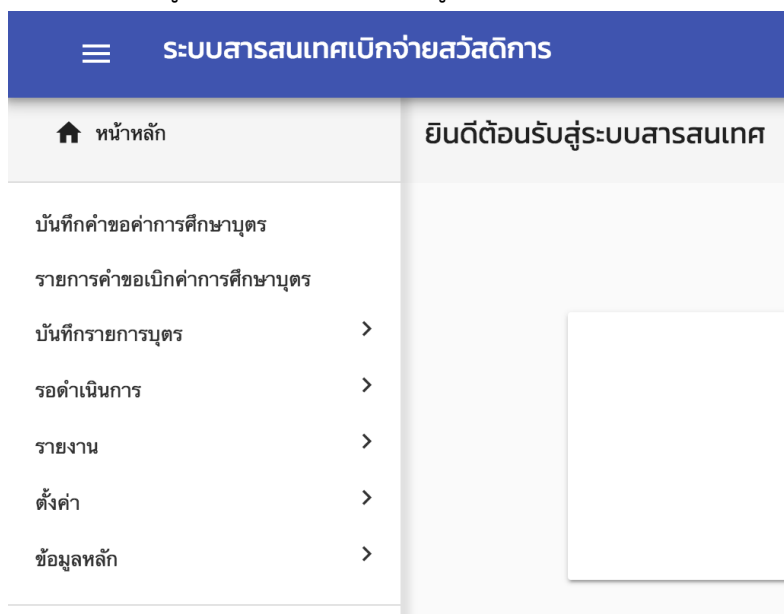 ระบบสารสนเทศเบิกจ่ายสวัสดิการ
หน้าหลัก
ยินดีต้อนรับสู่ระบบสารสนเทศ
บันทึกคำขอค่าการศึกษาบุตร
รายการคำขอเบิกค่าการศึกษาบุตร
บันทึกรายการบุตร
รอดำเนินการ
รายงาน
ตั้งค่า
ข้อมูลหลัก